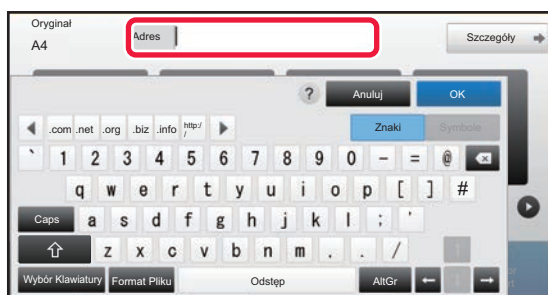 Oryginał
A4
Adres
Szczegóły
? Anuluj OK
.com .net .org .biz .info http:/ / Znaki Symbole
` 1 2 3 4 5 6 7 8 9 0 - = @
q w e r t y u i o p [ ] #
Caps a s d f g h j k l ; '
z x c v b n m . . /
Wybór Klawiatury Format Pliku Odstęp AltGr